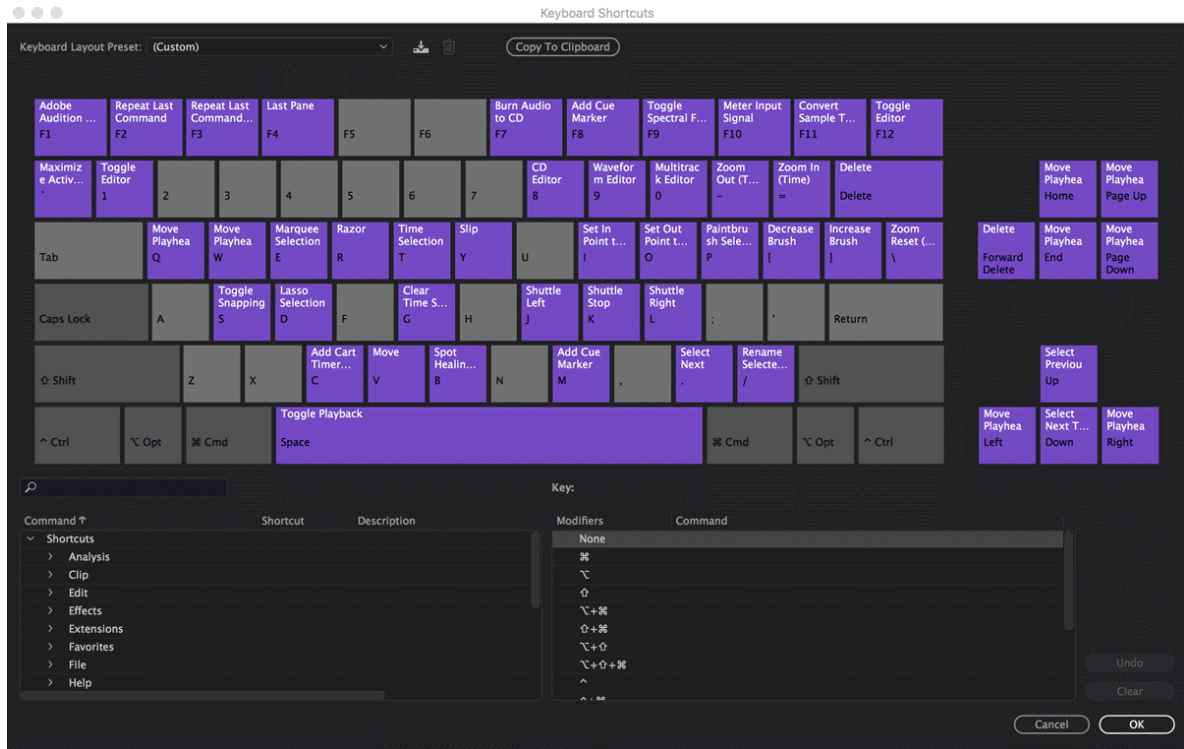 Keyboard Shortcuts
Keyboard Layout Preset: (Custom)
Copy To Clipboard
Adobe Audition ... F1
Repeat Last Command F2
Repeat Last Command... F3
Last Pane F4
F5
F6
Burn Audio to CD F7
Add Cue Marker F8
Toggle Spectral F... F9
Meter Input Signal F10
Convert Sample T... F11
Toggle Editor F12
Maximiz e Activ... `
Toggle Editor 1
2
3
4
5
6
7
CD Editor 8
Wavefor m Editor 9
Multitrac k Editor 0
Zoom Out (T... -
Zoom In (Time) =
Delete Delete
Move Playhea Home
Move Playhea Page Up
Tab
Move Playhea Q
Move Playhea W
Marquee Selection E
Razor R
Time Selection T
Slip Y
U
Set In Point t... I
Set Out Point t... O
Paintbru sh Sele... P
Decrease Brush [
Increase Brush ]
Zoom Reset (... \
Delete Forward Delete
Move Playhea End
Move Playhea Page Down
Caps Lock
A
Toggle Snapping S
Lasso Selection D
F
Clear Time S... G
H
Shuttle Left J
Shuttle Stop K
Shuttle Right L
;
'
Return
⇧ Shift
Z
X
Add Cart Timer... C
Move V
Spot Healin... B
N
Add Cue Marker M
,
Select Next .
Rename Selecte... /
⇧ Shift
Select Previou Up
^ Ctrl
⌥ Opt
⌘ Cmd
Toggle Playback Space
⌘ Cmd
⌥ Opt
^ Ctrl
Move Playhea Left
Select Next T... Down
Move Playhea Right
Key:
Command ↑ Shortcut Description
Shortcuts
Analysis
Clip
Edit
Effects
Extensions
Favorites
File
Help
Modifiers Command
None
⌘
⌥
⇧
⌥+⌘
⇧+⌘
⌥+⇧
⌥+⇧+⌘
^
^+⌘
Undo
Clear
Cancel
OK